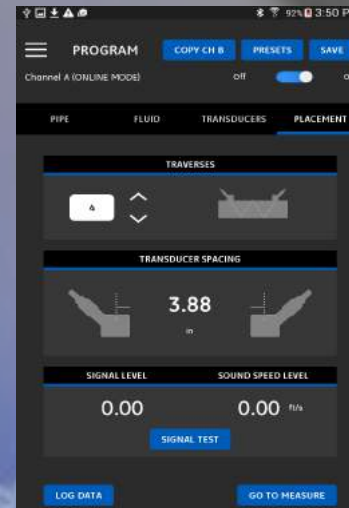 92% 3:50 P
PROGRAM COPY CH B PRESETS SAVE
Channel A (ONLINE MODE) Off o
PIPE FLUID TRANSDUCERS PLACEMENT
TRAVERSES
6
TRANSDUCER SPACING
3.88
in
SIGNAL LEVEL SOUND SPEED LEVEL
0.00 0.00 ft/s
SIGNAL TEST
LOG DATA GO TO MEASURE